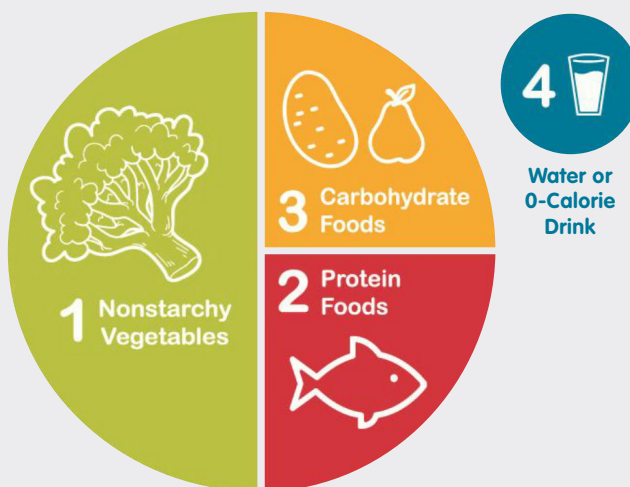 1 Nonstarchy
Vegetables
3 Carbohydrate
Foods
2 Protein
Foods
4
Water or
0-Calorie
Drink